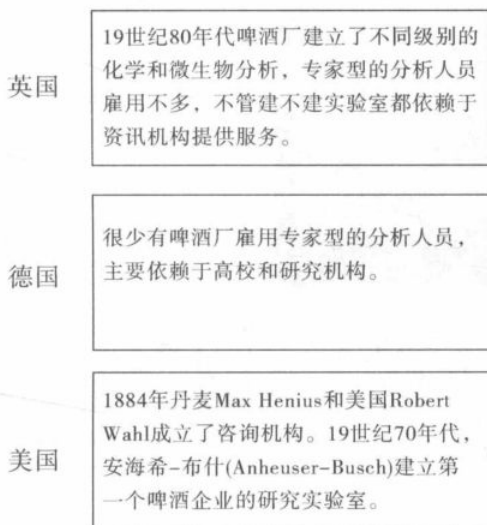 英国
19世纪80年代啤酒厂建立了不同级别的
化学和微生物分析，专家型的分析人员
雇用不多，不管建不建实验室都依赖于
资讯机构提供服务。
德国
很少有啤酒厂雇用专家型的分析人员，
主要依赖于高校和研究机构。
美国
1884年丹麦Max Henius和美国Robert
Wahl成立了咨询机构。19世纪70年代，
安海希-布什(Anheuser-Busch)建立第
一个啤酒企业的研究实验室。